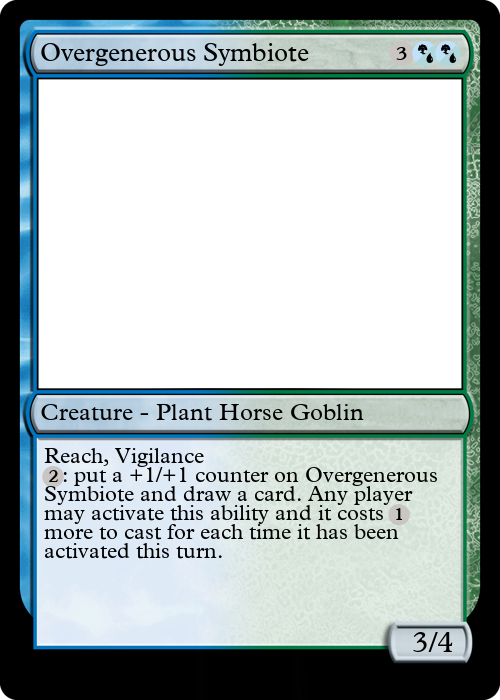 Overgenerous Symbiote 3
Creature - Plant Horse Goblin
Reach, Vigilance
2: put a +1/+1 counter on Overgenerous
Symbiote and draw a card. Any player
may activate this ability and it costs 1
more to cast for each time it has been
activated this turn.
3/4